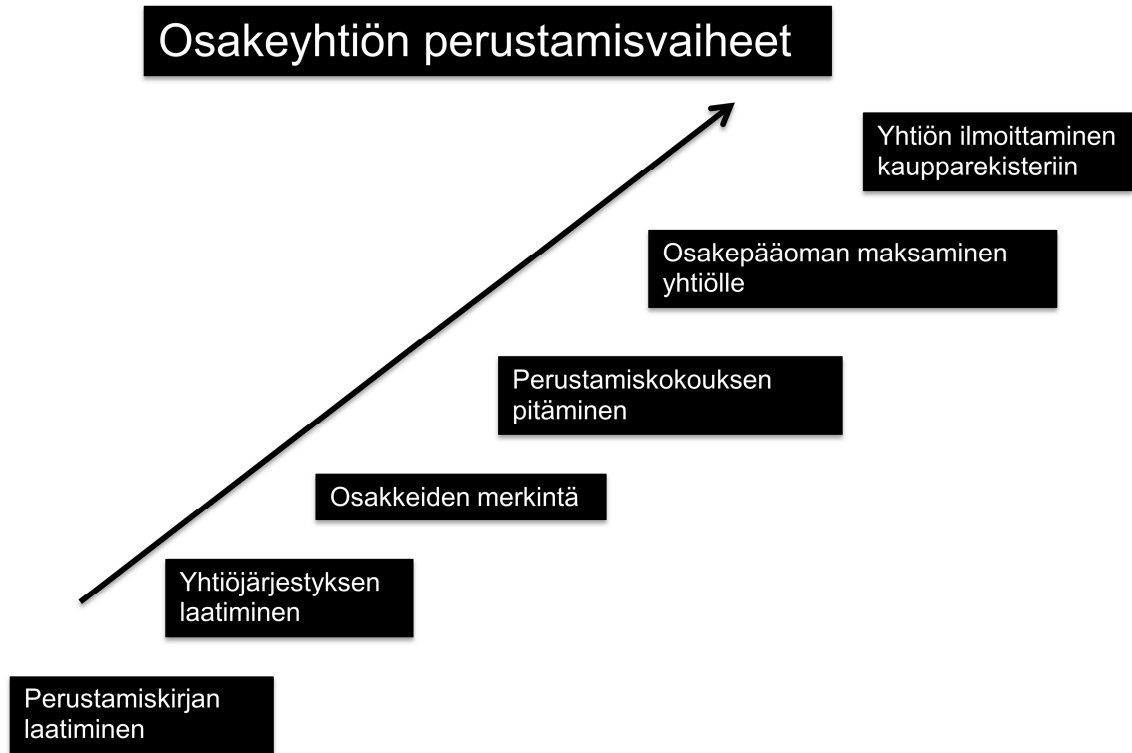 Osakeyhtiön perustamisvaiheet
Yhtiön ilmoittaminen
kaupparekisteriin
Osakepääoman maksaminen
yhtiölle
Perustamiskokouksen
pitäminen
Osakkeiden merkintä
Yhtiöjärjestyksen
laatiminen
Perustamiskirjan
laatiminen